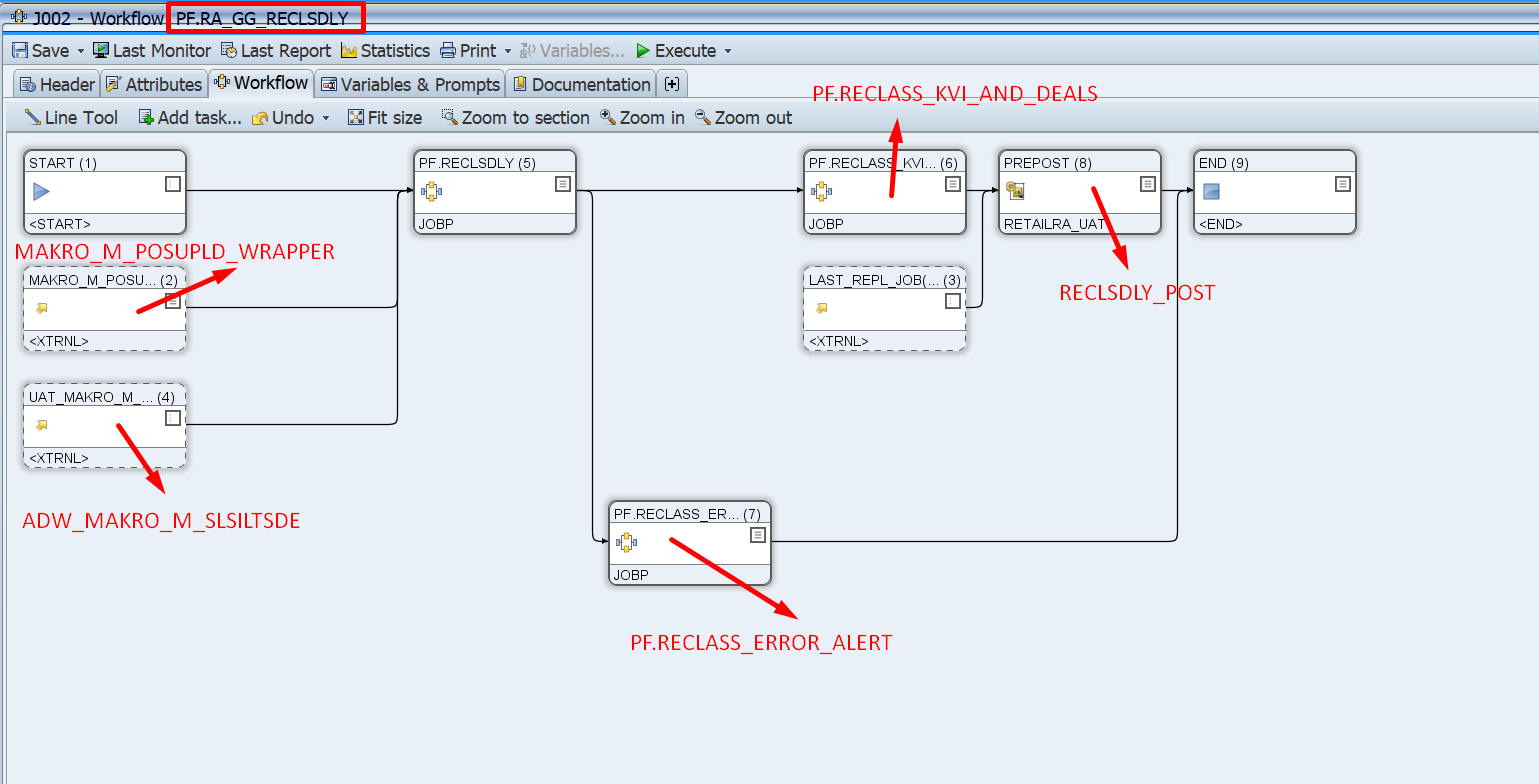 J002 - Workflow PF.RA_GG_RECLSDLY
Save Last Monitor Last Report Statistics Print Variables... Execute
Header Attributes Workflow Variables & Prompts Documentation [+]
Line Tool Add task... Undo Fit size Zoom to section Zoom in Zoom out
PF.RECLASS_KVI_AND_DEALS
START (1)
<START>
PF.RECLSDLY (5)
JOBP
PF.RECLASS_KVI... (6)
JOBP
PREPOST (8)
RETAILRA_UAT
END (9)
<END>
MAKRO_M_POSUPLD_WRAPPER
MAKRO_M_POSU... (2)
<XTRNL>
LAST_REPL_JOB(... (3)
<XTRNL>
RECLSDLY_POST
UAT_MAKRO_M_... (4)
<XTRNL>
ADW_MAKRO_M_SLSILTSDE
PF.RECLASS_ER... (7)
JOBP
PF.RECLASS_ERROR_ALERT